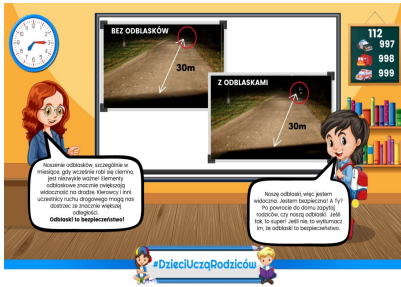 BEZ ODBLASKÓW
30m
Z ODBLASKAMI
30m
112
997
998
999
Noszenie odblasków, szczególnie w
miesiące, gdy wcześnie robi się ciemno,
jest niezwykle ważne! Elementy
odblaskowe znacznie zwiększają
widoczność na drodze. Kierowcy i inni
uczestnicy ruchu drogowego mogą nas
dostrzec ze znacznie większej
odległości.
Odblaski to bezpieczeństwo!
Noszę odblaski, więc jestem
widoczna. Jestem bezpieczna! A Ty?
Po powrocie do domu zapytaj
rodziców, czy noszą odblaski. Jeśli
tak, to super! Jeśli nie, to wytłumacz
im, że odblaski to bezpieczeństwo.
#DzieciUcząRodziców